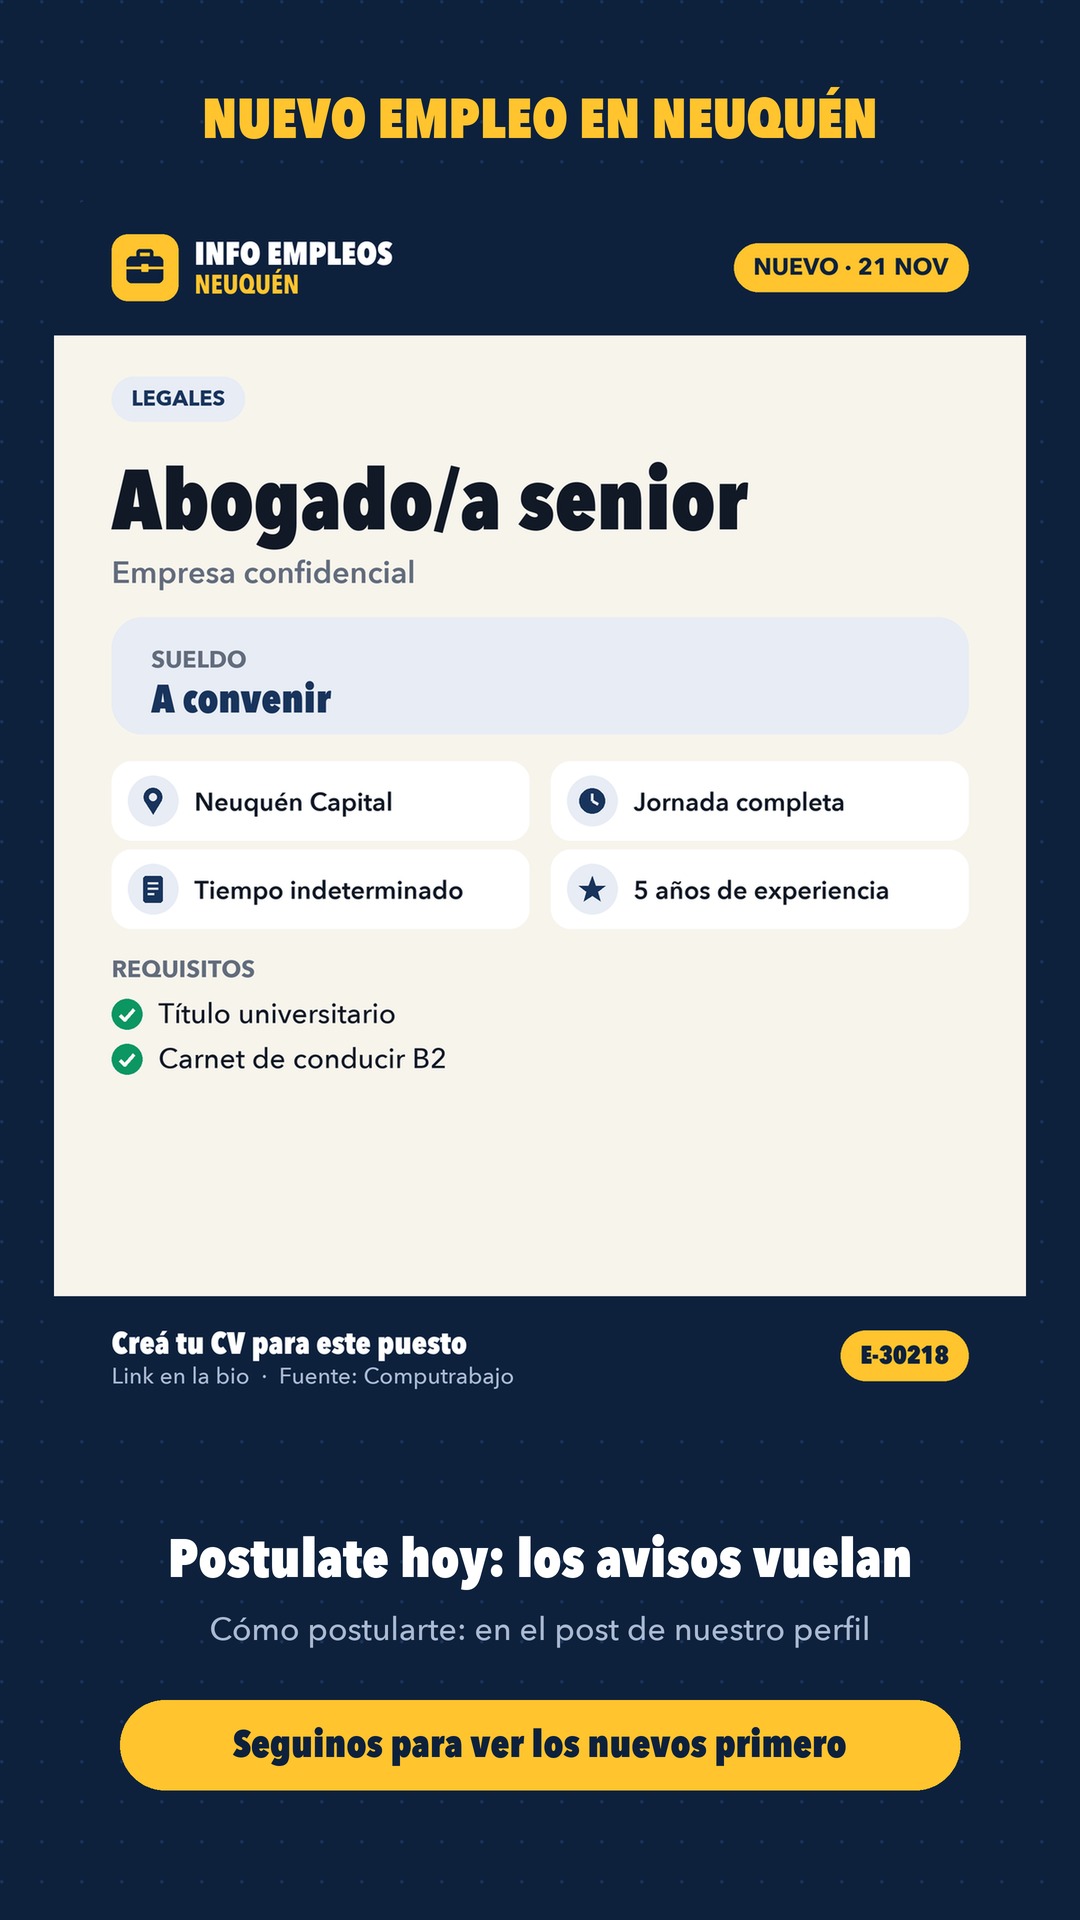 NUEVO EMPLEO EN NEUQUÉN
INFO EMPLEOS
NEUQUÉN
NUEVO · 21 NOV
LEGALES
Abogado/a senior
Empresa confidencial
SUELDO
A convenir
Neuquén Capital
Jornada completa
Tiempo indeterminado
5 años de experiencia
REQUISITOS
Título universitario
Carnet de conducir B2
Creá tu CV para este puesto
Link en la bio · Fuente: Computrabajo
E-30218
Postulate hoy: los avisos vuelan
Cómo postularte: en el post de nuestro perfil
Seguinos para ver los nuevos primero